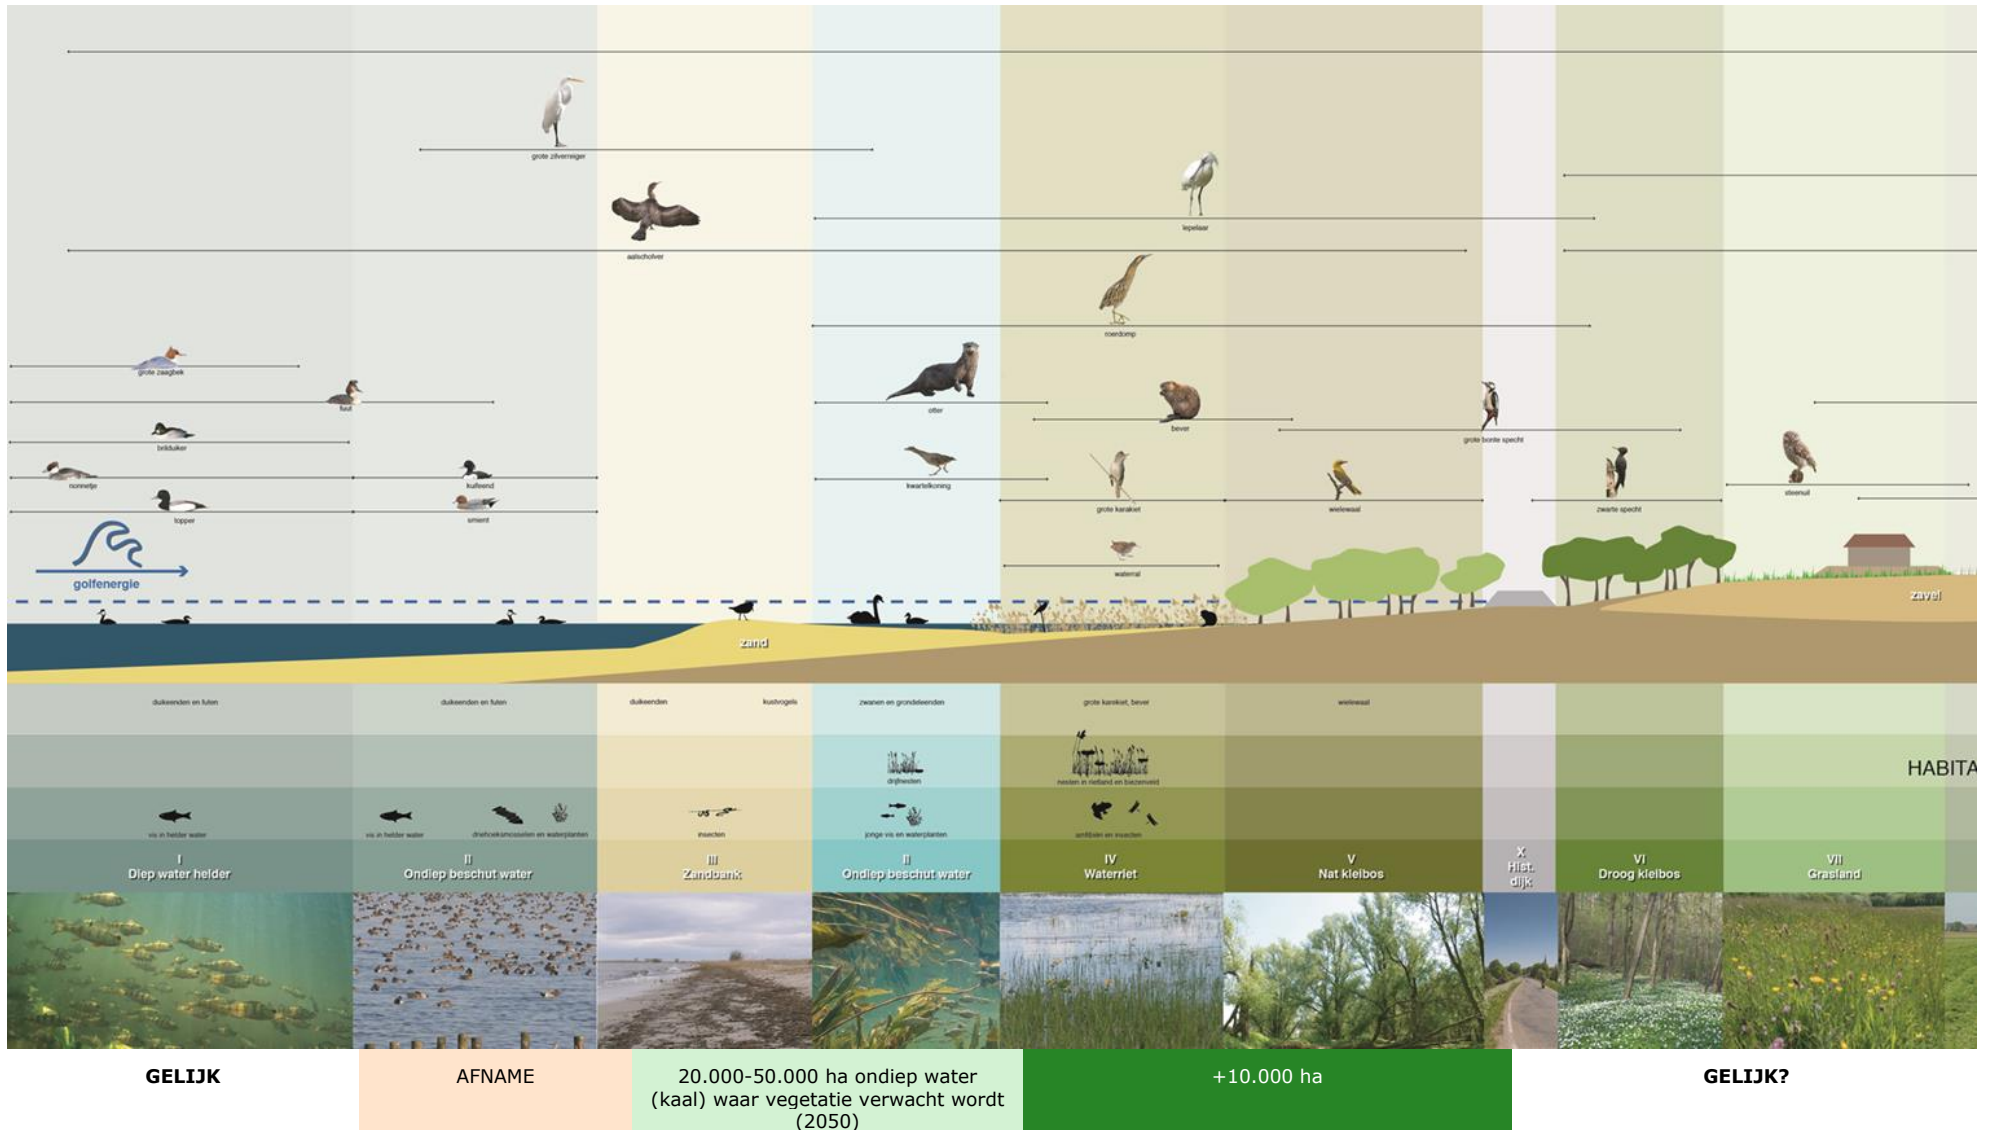 grote zilverreiger
lepelaar
aalscholver
roerdomp
grote zaagbek
fuut
otter
bever
grote bonte specht
brilduiker
nonnetje
kuifeend
kwartelkoning
grote karakiet
wielewaal
zwarte specht
steenuil
topper
smient
waterral
golfenergie
zand
zavel
duikeenden en futen
duikeenden en futen
duikeenden
kustvogels
zwanen en grondeleenden
grote karekiet, bever
wielewaal
drijfnesten
nesten in rietland en biezenveld
HABITA
vis in helder water
vis in helder water
driehoeksmosselen en waterplanten
insecten
jonge vis en waterplanten
amfibiën en insecten
I
Diep water helder
II
Ondiep beschut water
III
Zandbank
II
Ondiep beschut water
IV
Waterriet
V
Nat kleibos
X
Hist.
dijk
VI
Droog kleibos
VII
Grasland
GELIJK
AFNAME
20.000-50.000 ha ondiep water
(kaal) waar vegetatie verwacht wordt
(2050)
+10.000 ha
GELIJK?